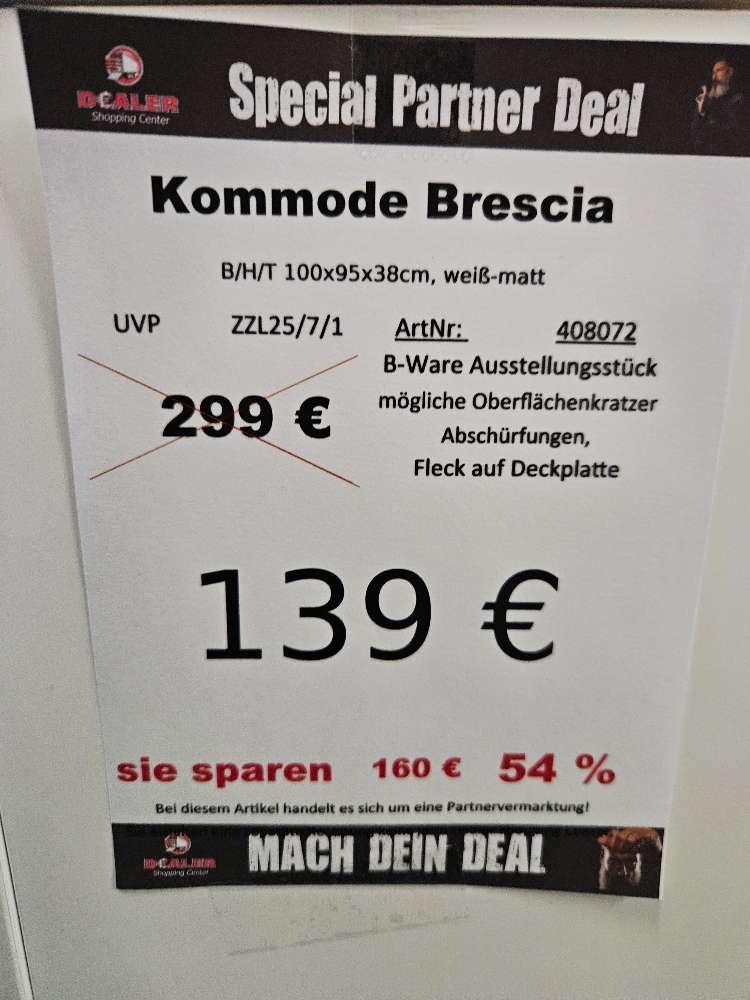 DEALER
Shopping Center
Special Partner Deal
Kommode Brescia
B/H/T 100x95x38cm, weiß-matt
UVP ZZL25/7/1 ArtNr: 408072
B-Ware Ausstellungsstück
299 €
mögliche Oberflächenkratzer
Abschürfungen,
Fleck auf Deckplatte
139 €
sie sparen 160 € 54 %
Bei diesem Artikel handelt es sich um eine Partnervermarktung!
DEALER
Shopping Center
MACH DEIN DEAL